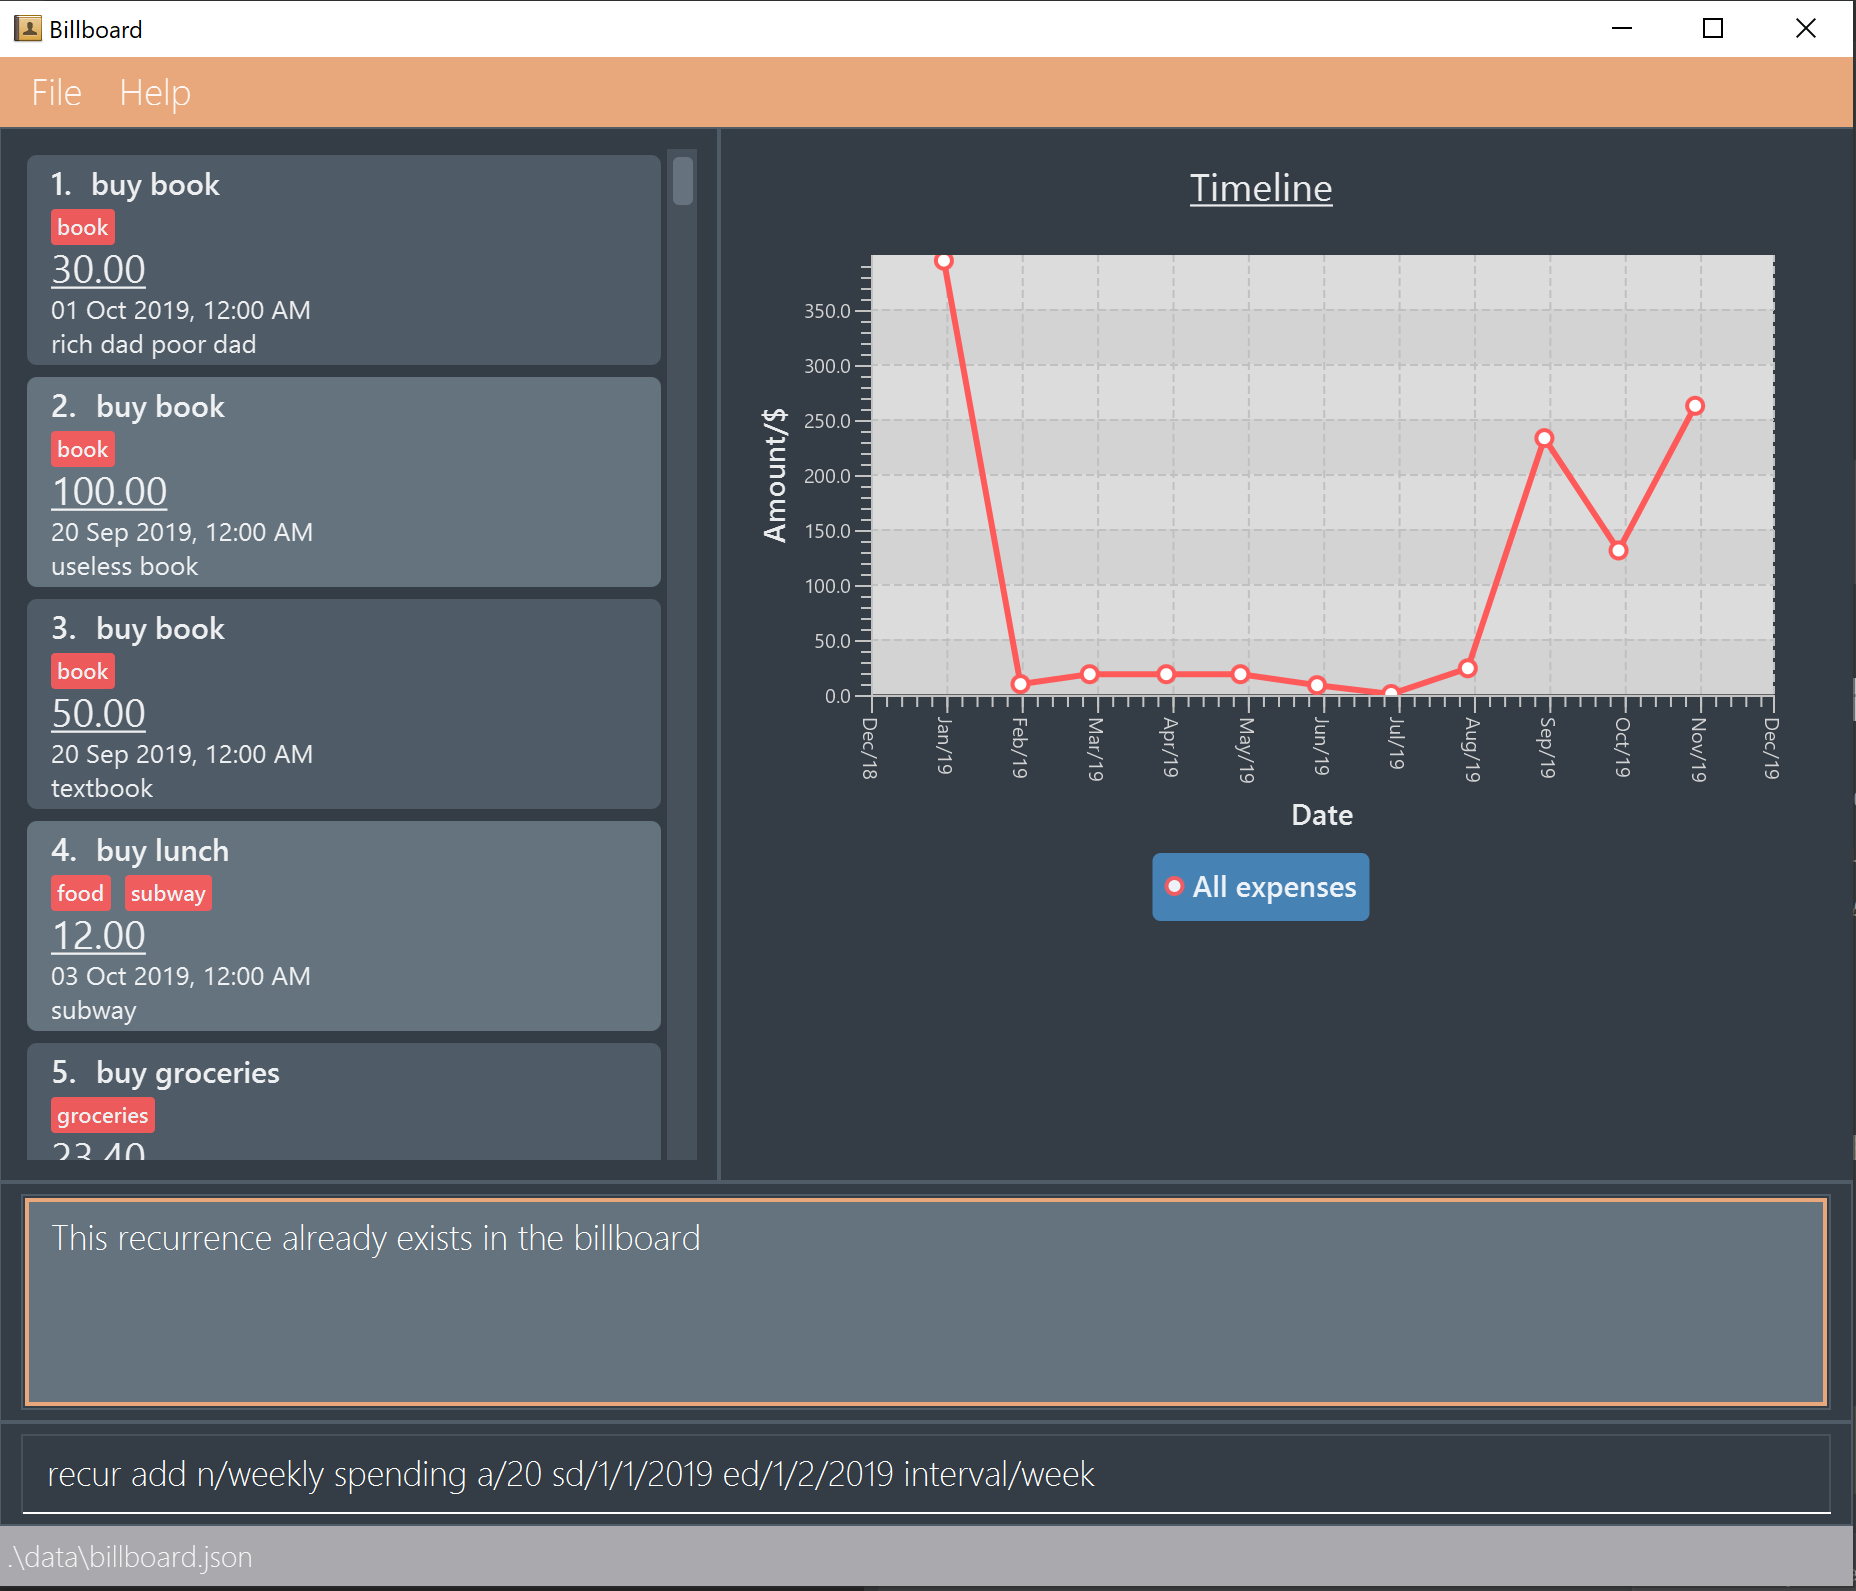 Billboard
File Help
1. buy book
book
30.00
01 Oct 2019, 12:00 AM
rich dad poor dad
2. buy book
book
100.00
20 Sep 2019, 12:00 AM
useless book
3. buy book
book
50.00
20 Sep 2019, 12:00 AM
textbook
4. buy lunch
food subway
12.00
03 Oct 2019, 12:00 AM
subway
5. buy groceries
groceries
23.40
Timeline
Amount/$
350.0
300.0
250.0
200.0
150.0
100.0
50.0
0.0
Dec/18 Jan/19 Feb/19 Mar/19 Apr/19 May/19 Jun/19 Jul/19 Aug/19 Sep/19 Oct/19 Nov/19 Dec/19
Date
All expenses
This recurrence already exists in the billboard
recur add n/weekly spending a/20 sd/1/1/2019 ed/1/2/2019 interval/week
.\data\billboard.json